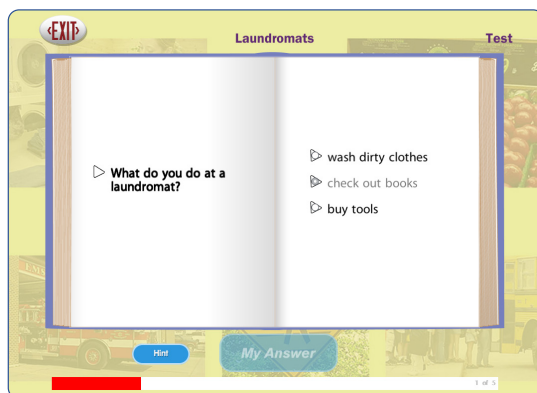 ‹EXIT›
Laundromats
Test
What do you do at a
laundromat?
wash dirty clothes
check out books
buy tools
Hint
My Answer
1 of 5